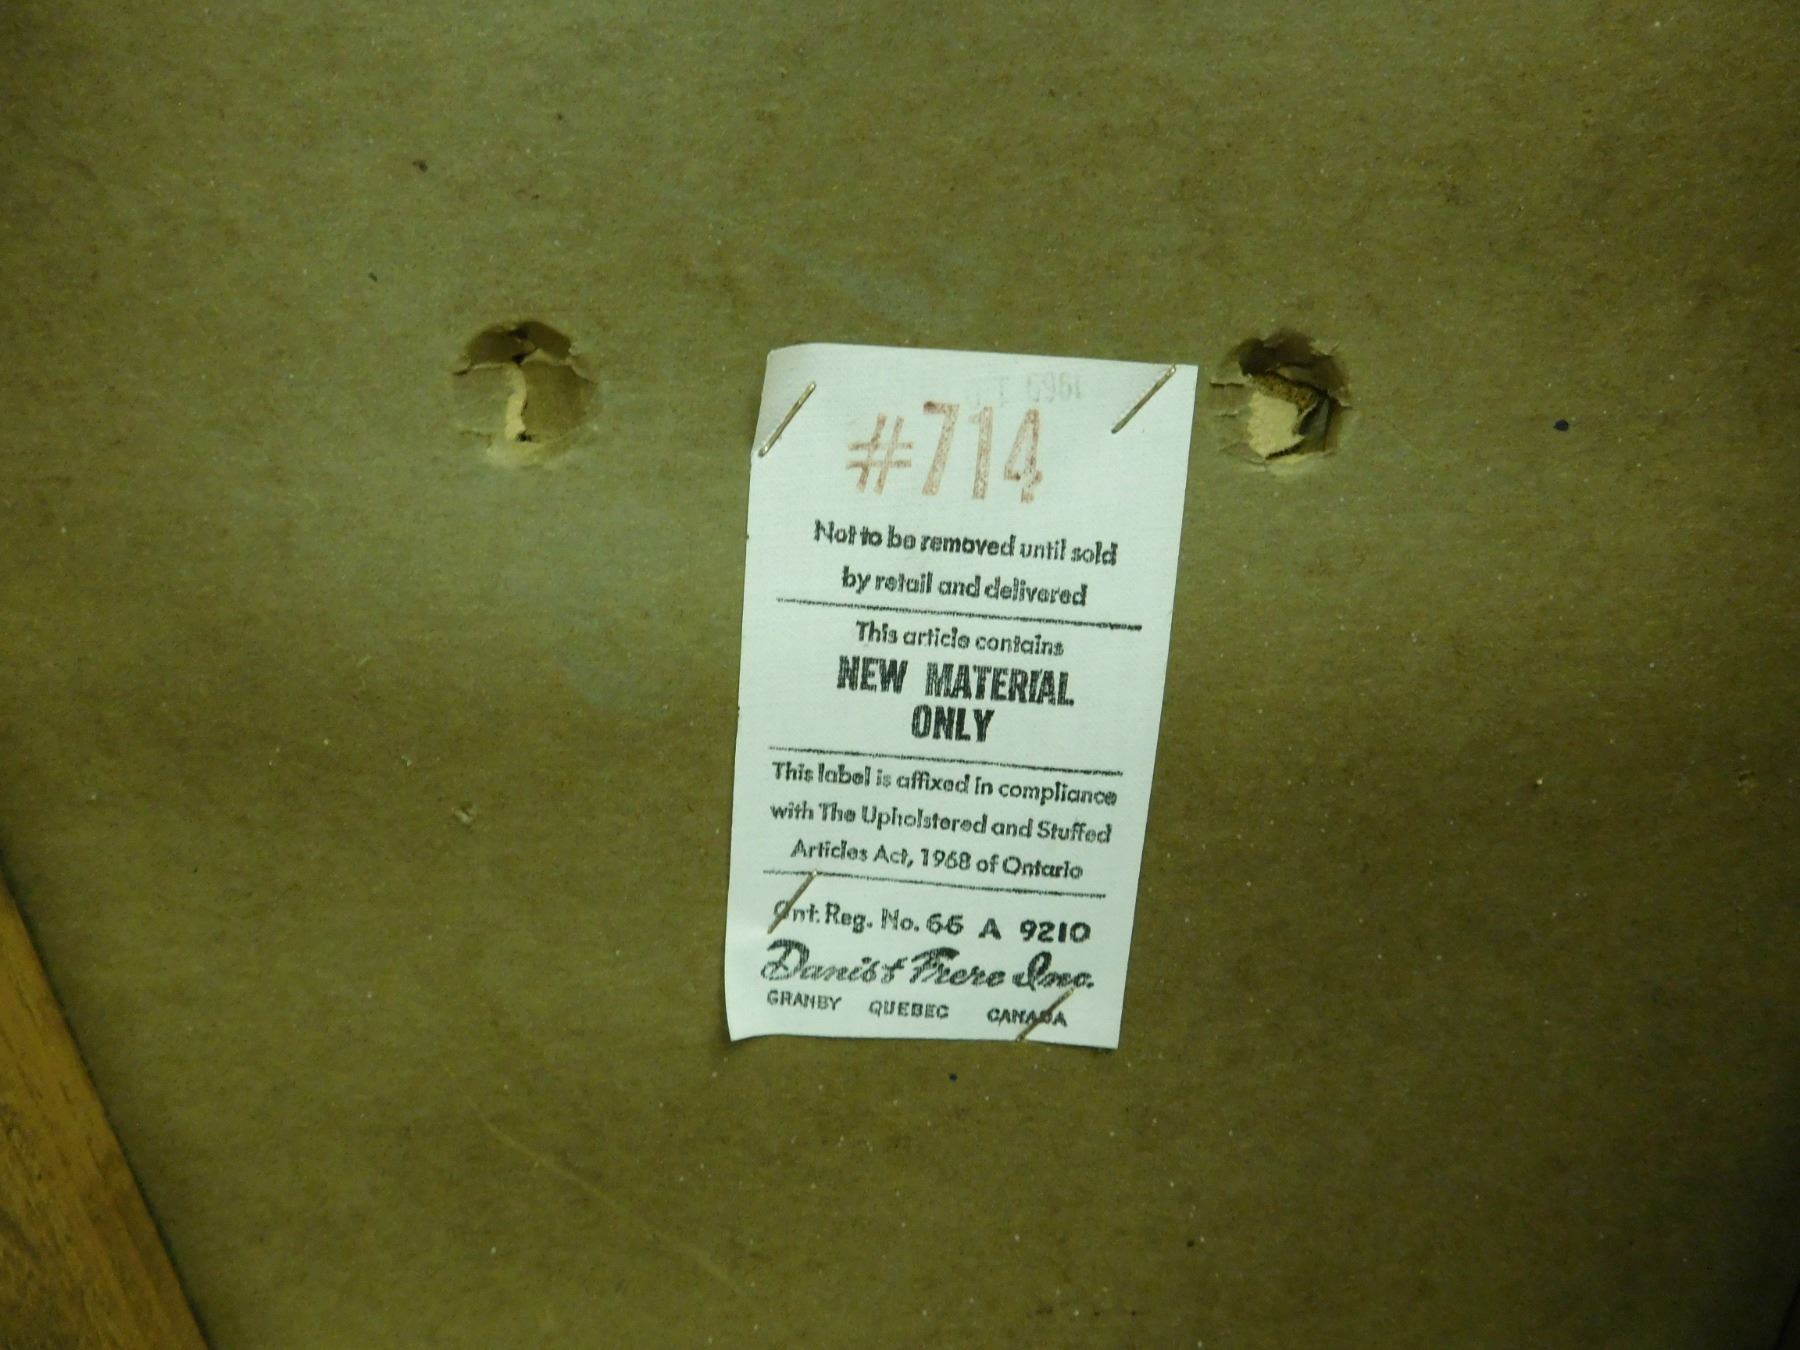 #714
Not to be removed until sold
by retail and delivered
This article contains
NEW MATERIAL
ONLY
This label is affixed in compliance
with The Upholstered and Stuffed
Articles Act, 1968 of Ontario
Ont. Reg. No. 66 A 9210
Danis & Frere Inc.
GRANBY QUEBEC CANADA